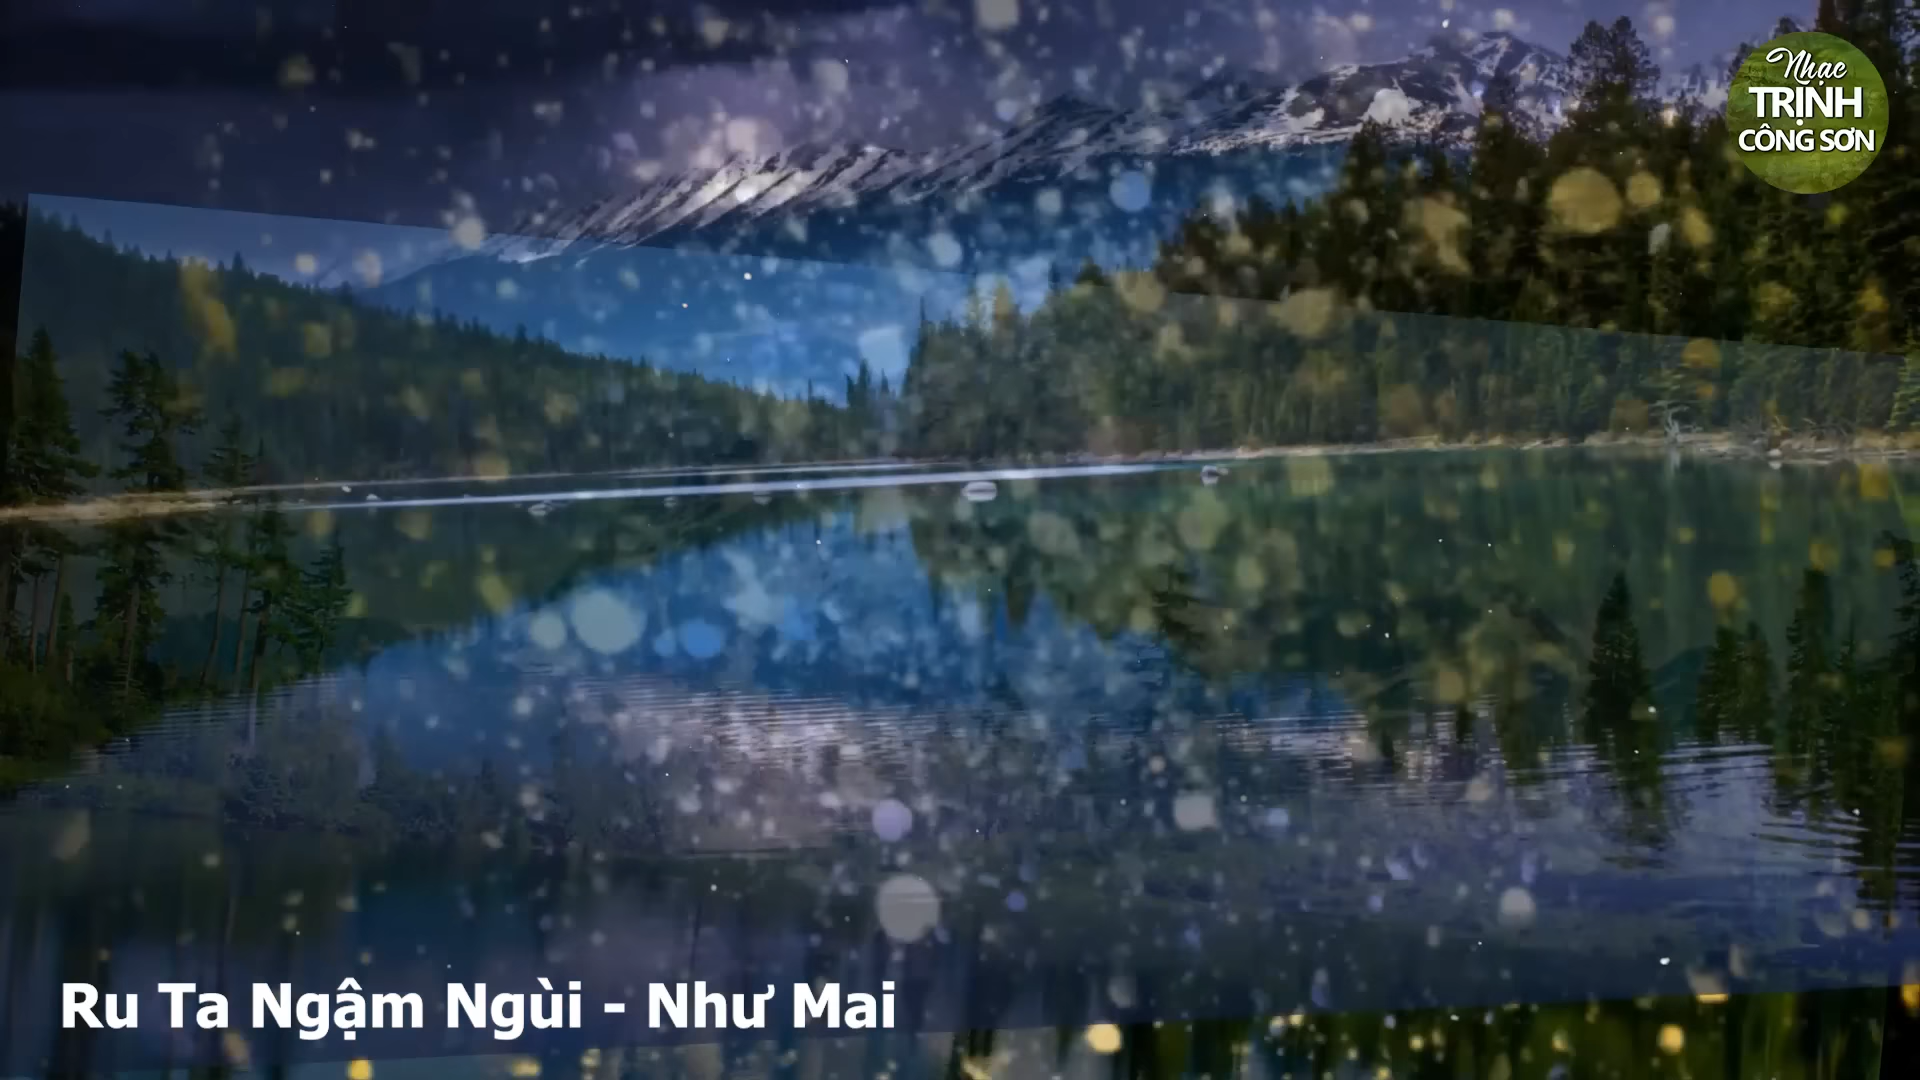 Nhạc
TRỊNH
CÔNG SƠN
Ru Ta Ngậm Ngùi - Như Mai